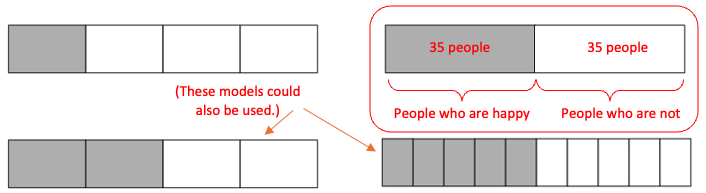 35 people 35 people
(These models could
also be used.)
People who are happy People who are not